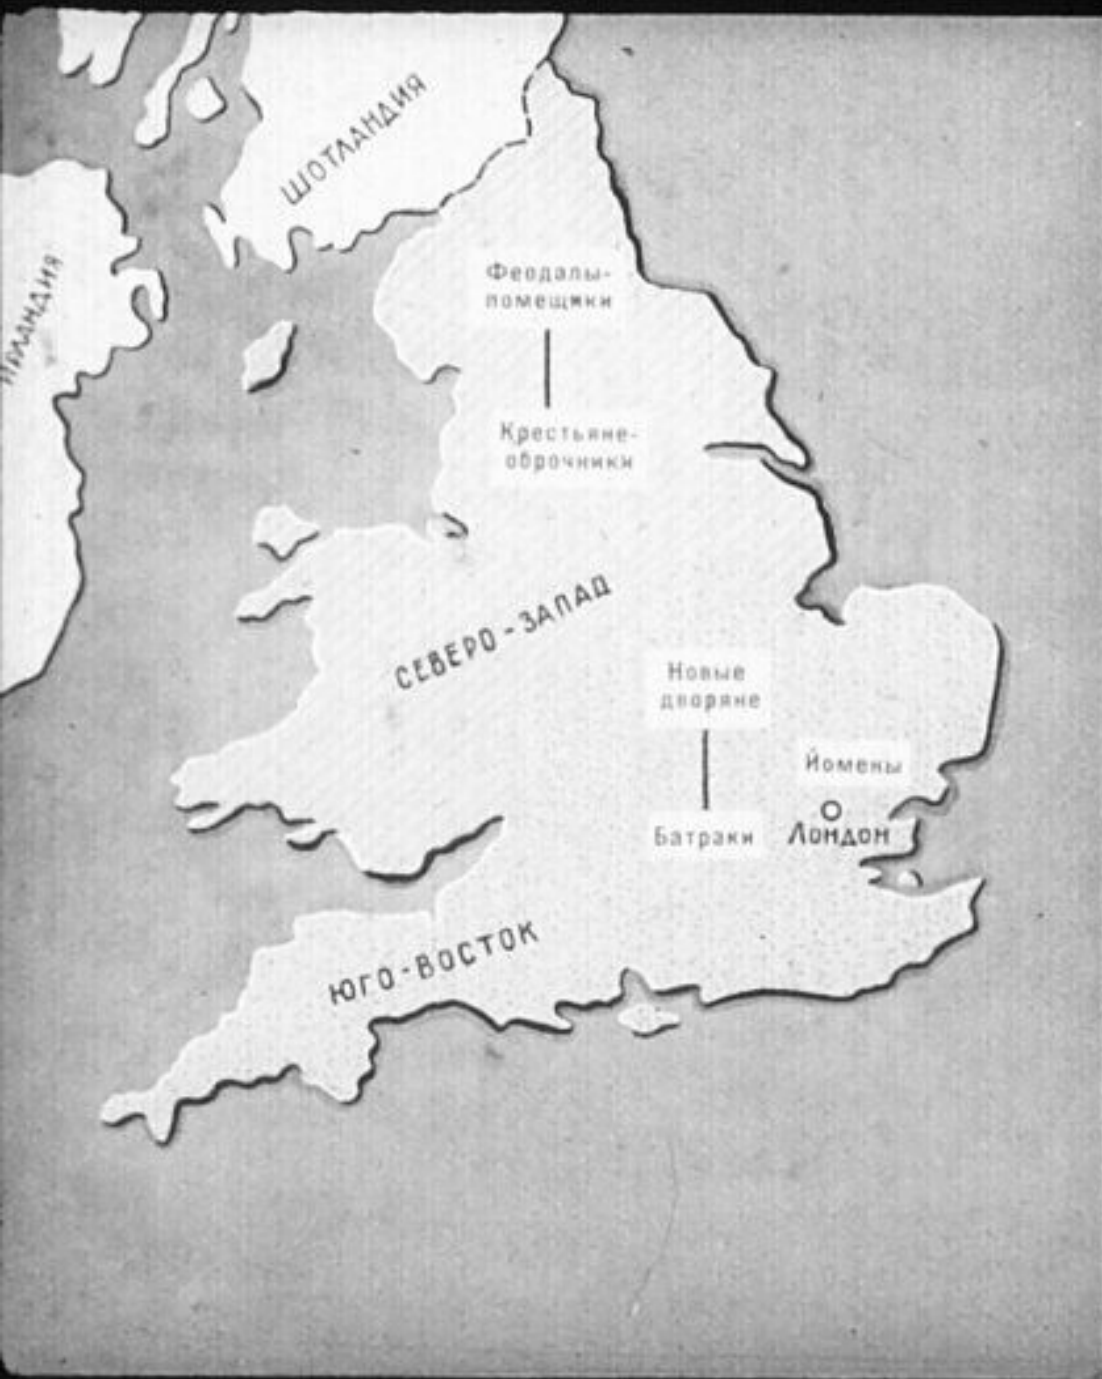 ШОТЛАНДИЯ
ИРЛАНДИЯ
Феодалы-
помещики
Крестьяне-
оброчники
СЕВЕРО-ЗАПАД
Новые
дворяне
Йомены
Батраки
ЛОНДОН
ЮГО-ВОСТОК